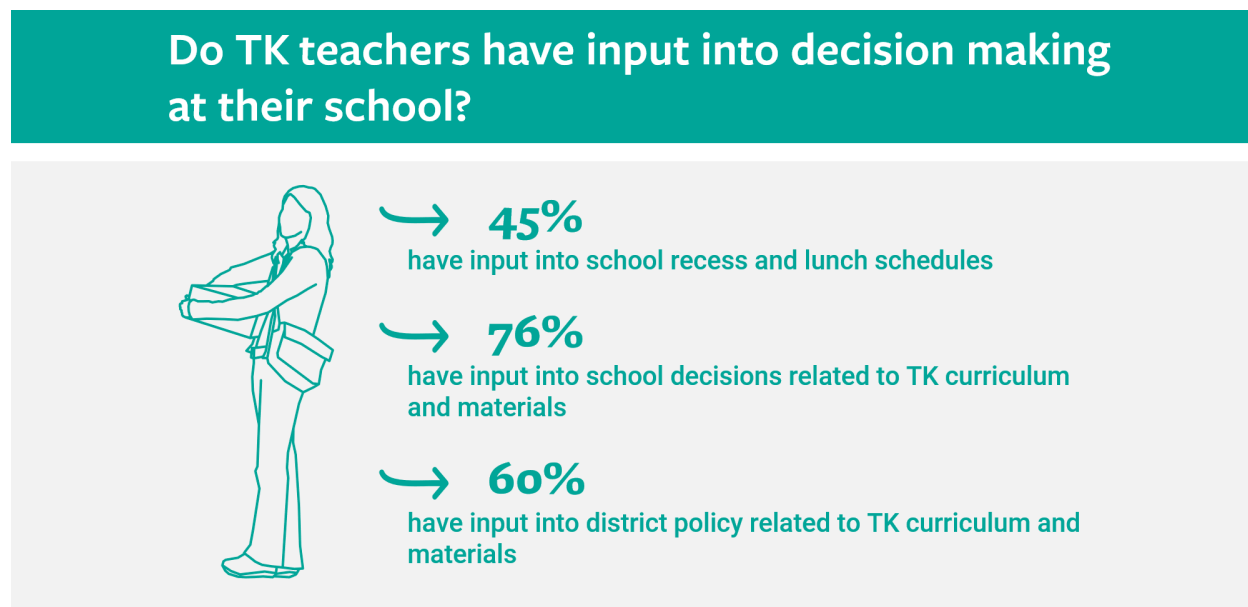 Do TK teachers have input into decision making
at their school?
45%
have input into school recess and lunch schedules
76%
have input into school decisions related to TK curriculum
and materials
60%
have input into district policy related to TK curriculum and
materials